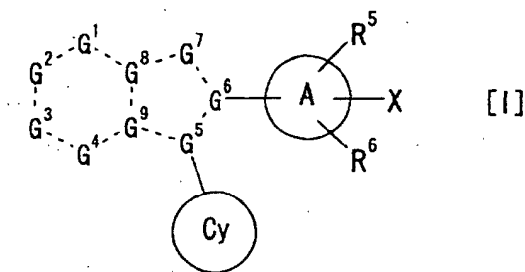 R⁵
G¹ G⁷
G² G⁸
G⁶ A X [I]
G³ G⁹ G⁵
G⁴ R⁶
Cy